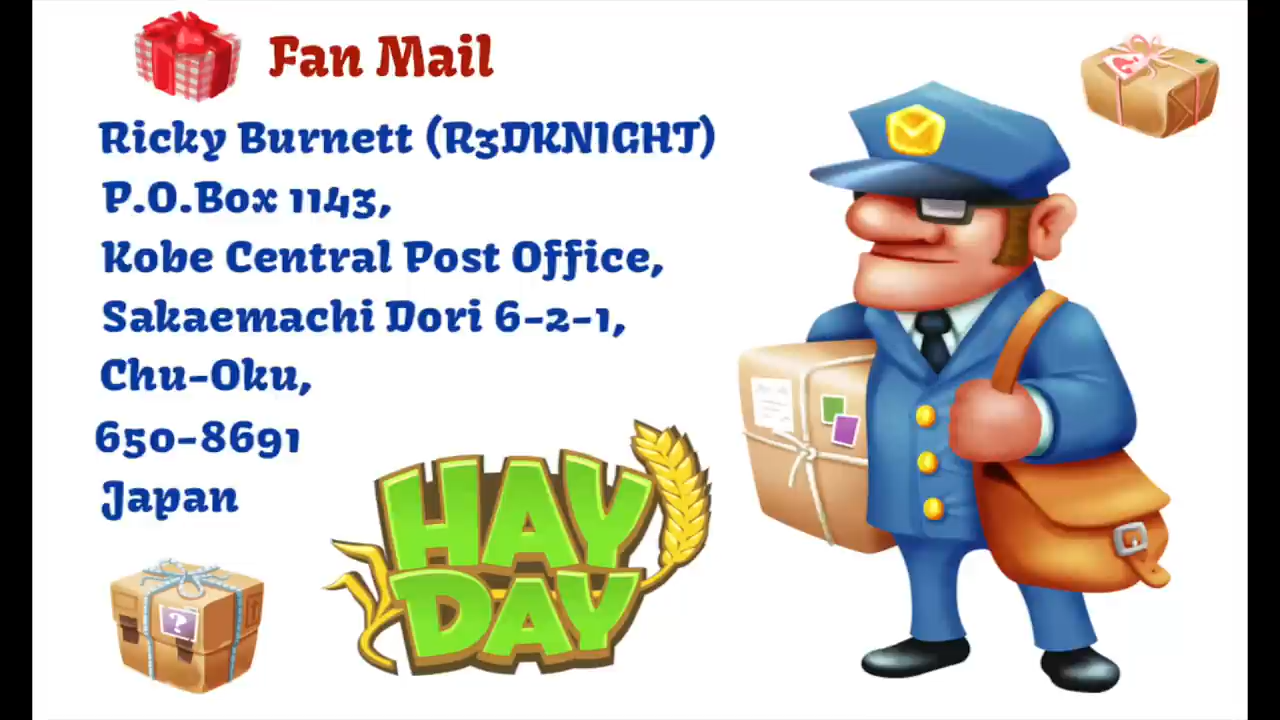 Fan Mail
Ricky Burnett (R3DKNIGHT)
P.O.Box 1143,
Kobe Central Post Office,
Sakaemachi Dori 6-2-1,
Chu-Oku,
650-8691
Japan
HAY
DAY
?